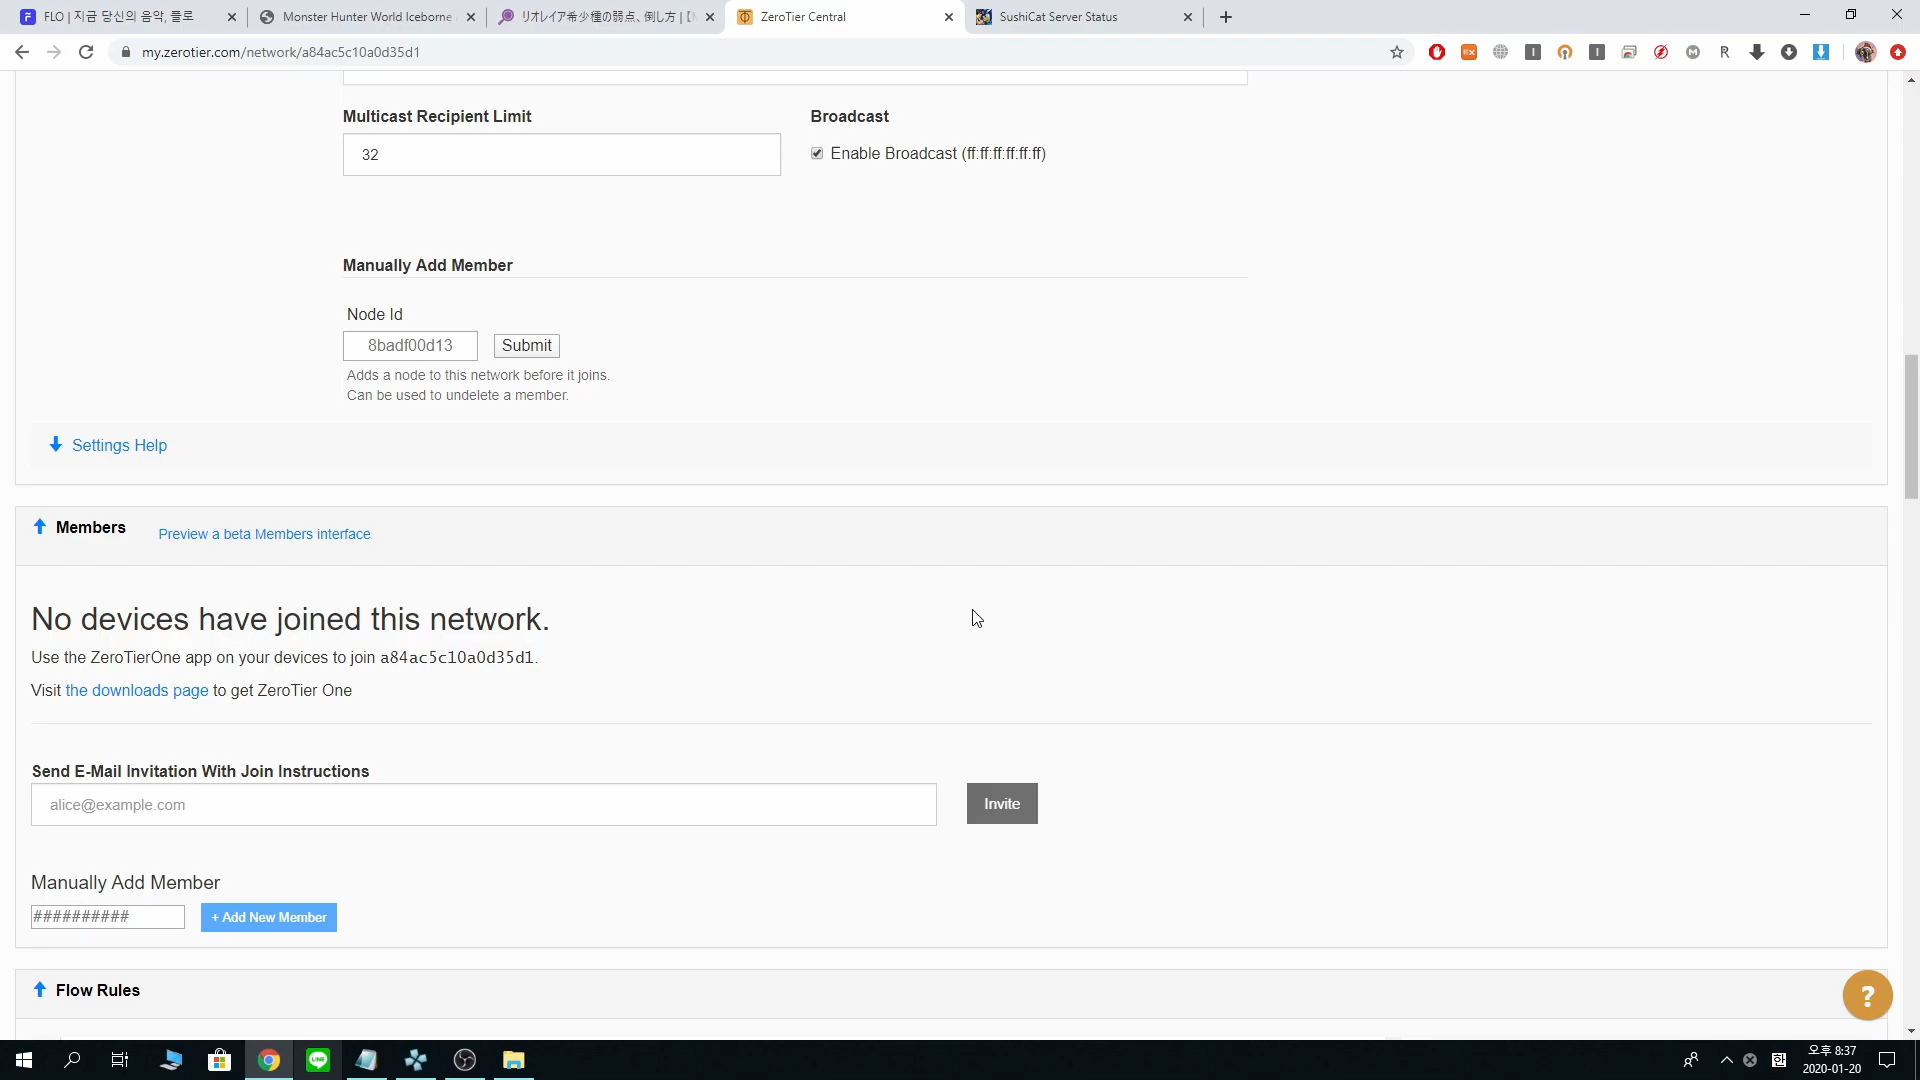 FLO | 지금 당신의 음악, 플로
Monster Hunter World Iceborne
リオレイア希少種の弱点、倒し方 |
ZeroTier Central
SushiCat Server Status
my.zerotier.com/network/a84ac5c10a0d35d1
Multicast Recipient Limit
Broadcast
32
Enable Broadcast (ff:ff:ff:ff:ff:ff)
Manually Add Member
Node Id
8badf00d13
Submit
Adds a node to this network before it joins.
Can be used to undelete a member.
Settings Help
Members
Preview a beta Members interface
No devices have joined this network.
Use the ZeroTierOne app on your devices to join a84ac5c10a0d35d1.
Visit the downloads page to get ZeroTier One
Send E-Mail Invitation With Join Instructions
alice@example.com
Invite
Manually Add Member
##########
+ Add New Member
Flow Rules
?
오후 8:37
2020-01-20